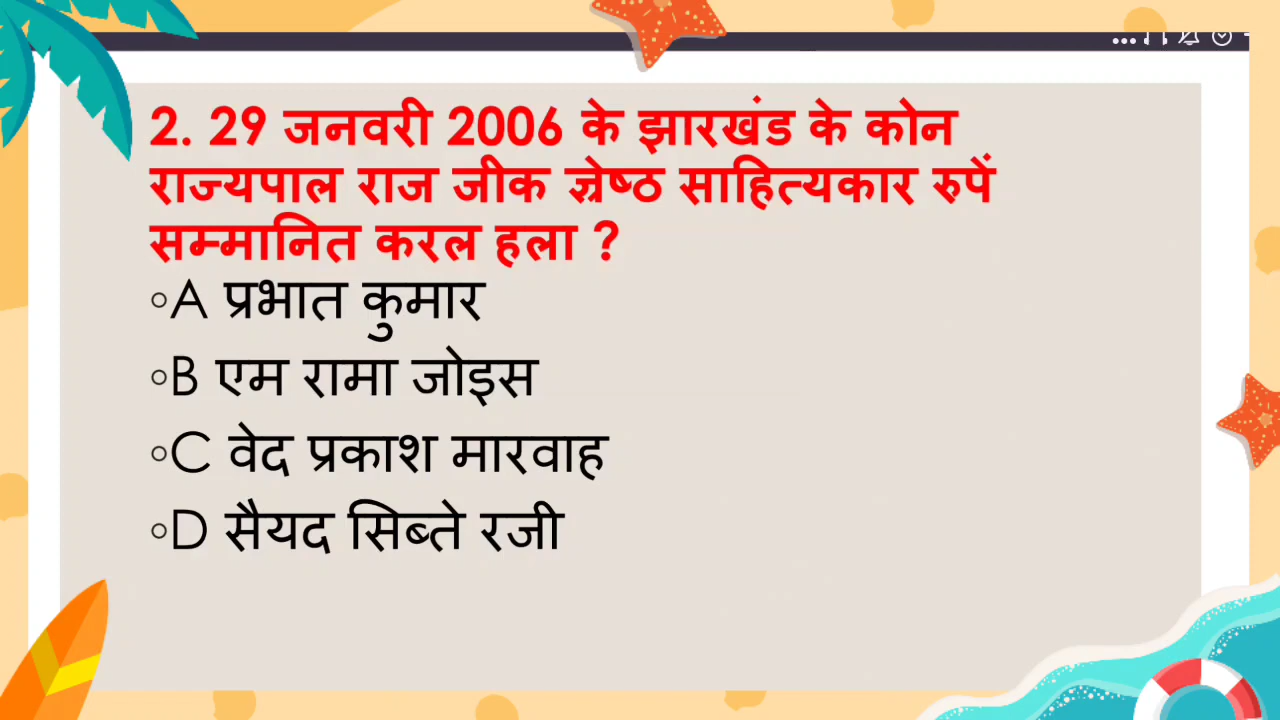 2. 29 जनवरी 2006 के झारखंड के कोन
राज्यपाल राज जीक ज्ञेष्ठ साहित्यकार रुपें
सम्मानित करल हला ?
◦A प्रभात कुमार
◦B एम रामा जोइस
◦C वेद प्रकाश मारवाह
◦D सैयद सिब्ते रजी